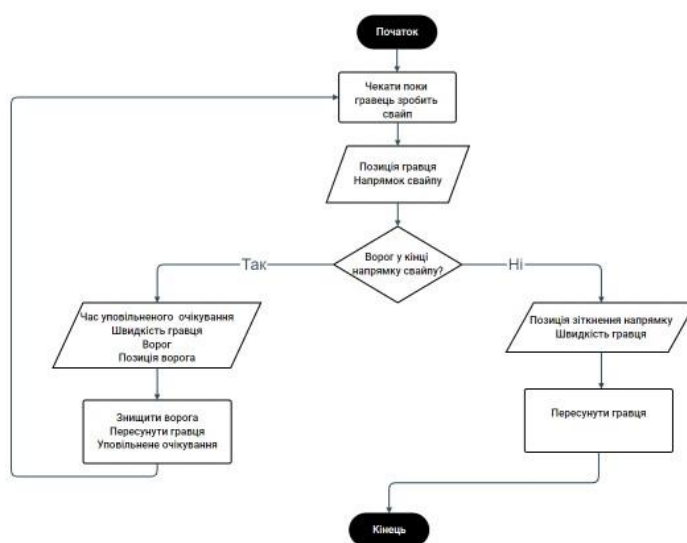 Початок
Чекати поки
гравець зробить
свайп
Позиція гравця
Напрямок свайпу
Ворог у кінці
напрямку свайпу?
Так
Ні
Час уповільненого очікування
Швидкість гравця
Ворог
Позиція ворога
Позиція зіткнення напрямку
Швидкість гравця
Знищити ворога
Пересунути гравця
Уповільнене очікування
Пересунути гравця
Кінець